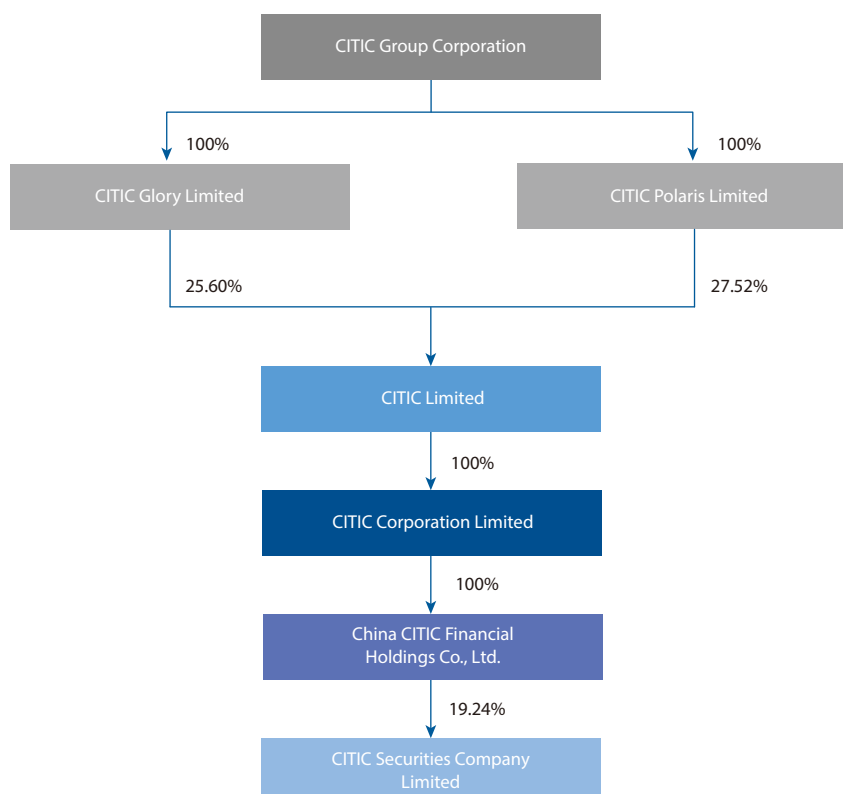 CITIC Group Corporation
100%
100%
CITIC Glory Limited
CITIC Polaris Limited
25.60%
27.52%
CITIC Limited
100%
CITIC Corporation Limited
100%
China CITIC Financial
Holdings Co., Ltd.
19.24%
CITIC Securities Company
Limited